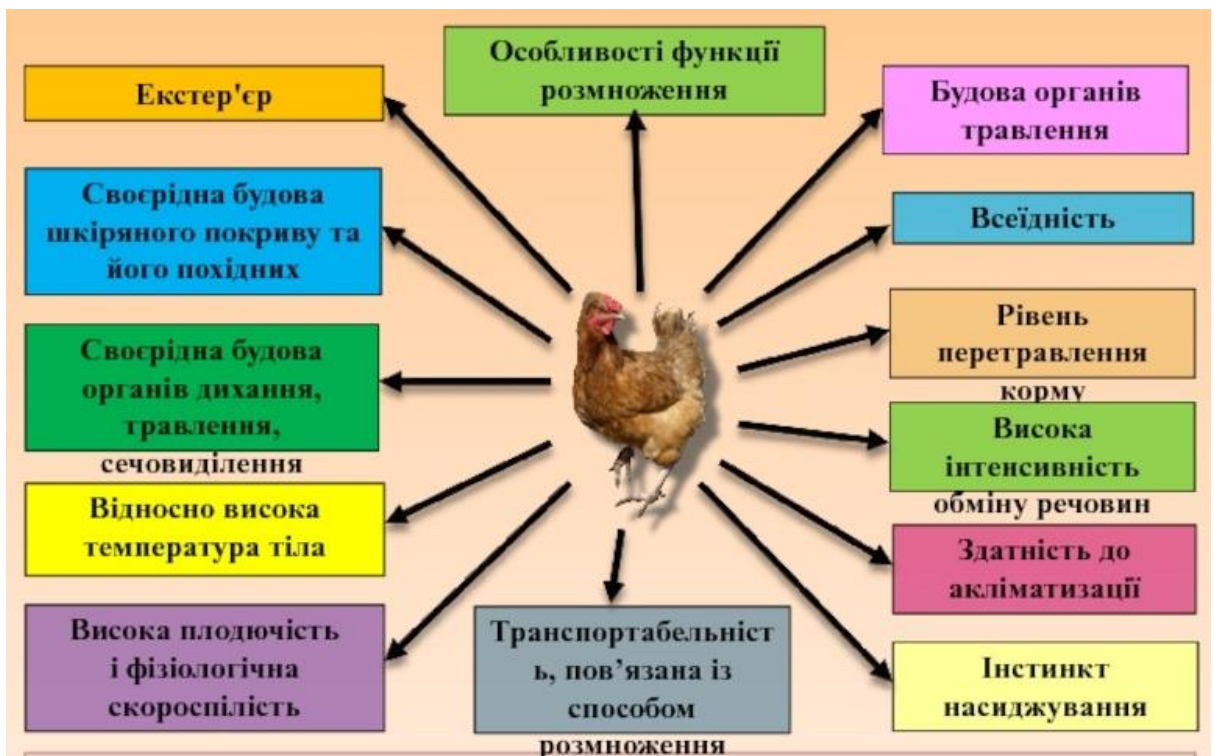 Особливості функції
розмноження
Екстер'єр
Будова органів
травлення
Своєрідна будова
шкіряного покриву та
його похідних
Всеїдність
Своєрідна будова
органів дихання,
травлення,
сечовиділення
Рівень
перетравлення
корму
Висока
інтенсивність
обміну речовин
Відносно висока
температура тіла
Здатність до
акліматизації
Висока плодючість
і фізіологічна
скороспілість
Транспортабельніст
ь, пов’язана із
способом
розмноження
Інстинкт
насиджування